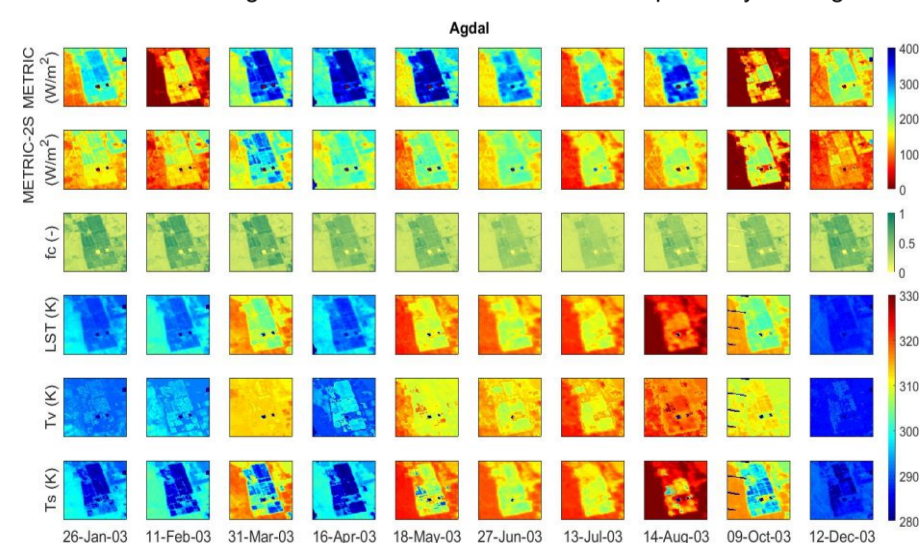 Agdal
METRIC
(W/m²)
400
300
200
100
0
METRIC-2S
(W/m²)
fc (-)
1
0.5
0
LST (K)
330
320
310
300
290
280
Tv (K)
Ts (K)
26-Jan-03 11-Feb-03 31-Mar-03 16-Apr-03 18-May-03 27-Jun-03 13-Jul-03 14-Aug-03 09-Oct-03 12-Dec-03